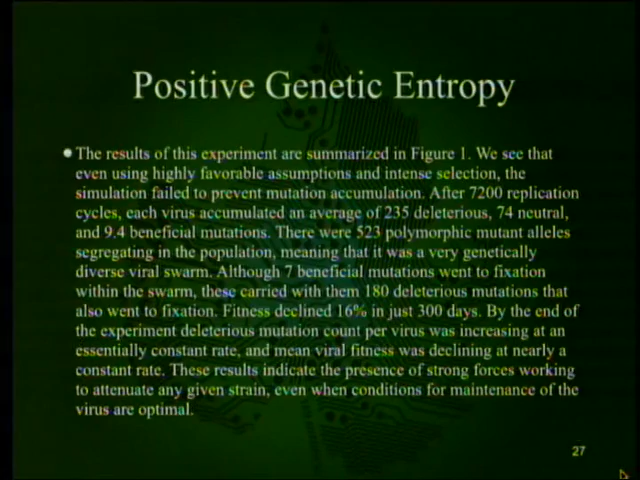 Positive Genetic Entropy
The results of this experiment are summarized in Figure 1. We see that
even using highly favorable assumptions and intense selection, the
simulation failed to prevent mutation accumulation. After 7200 replication
cycles, each virus accumulated an average of 235 deleterious, 74 neutral,
and 9.4 beneficial mutations. There were 523 polymorphic mutant alleles
segregating in the population, meaning that it was a very genetically
diverse viral swarm. Although 7 beneficial mutations went to fixation
within the swarm, these carried with them 180 deleterious mutations that
also went to fixation. Fitness declined 16% in just 300 days. By the end of
the experiment deleterious mutation count per virus was increasing at an
essentially constant rate, and mean viral fitness was declining at nearly a
constant rate. These results indicate the presence of strong forces working
to attenuate any given strain, even when conditions for maintenance of the
virus are optimal.
27